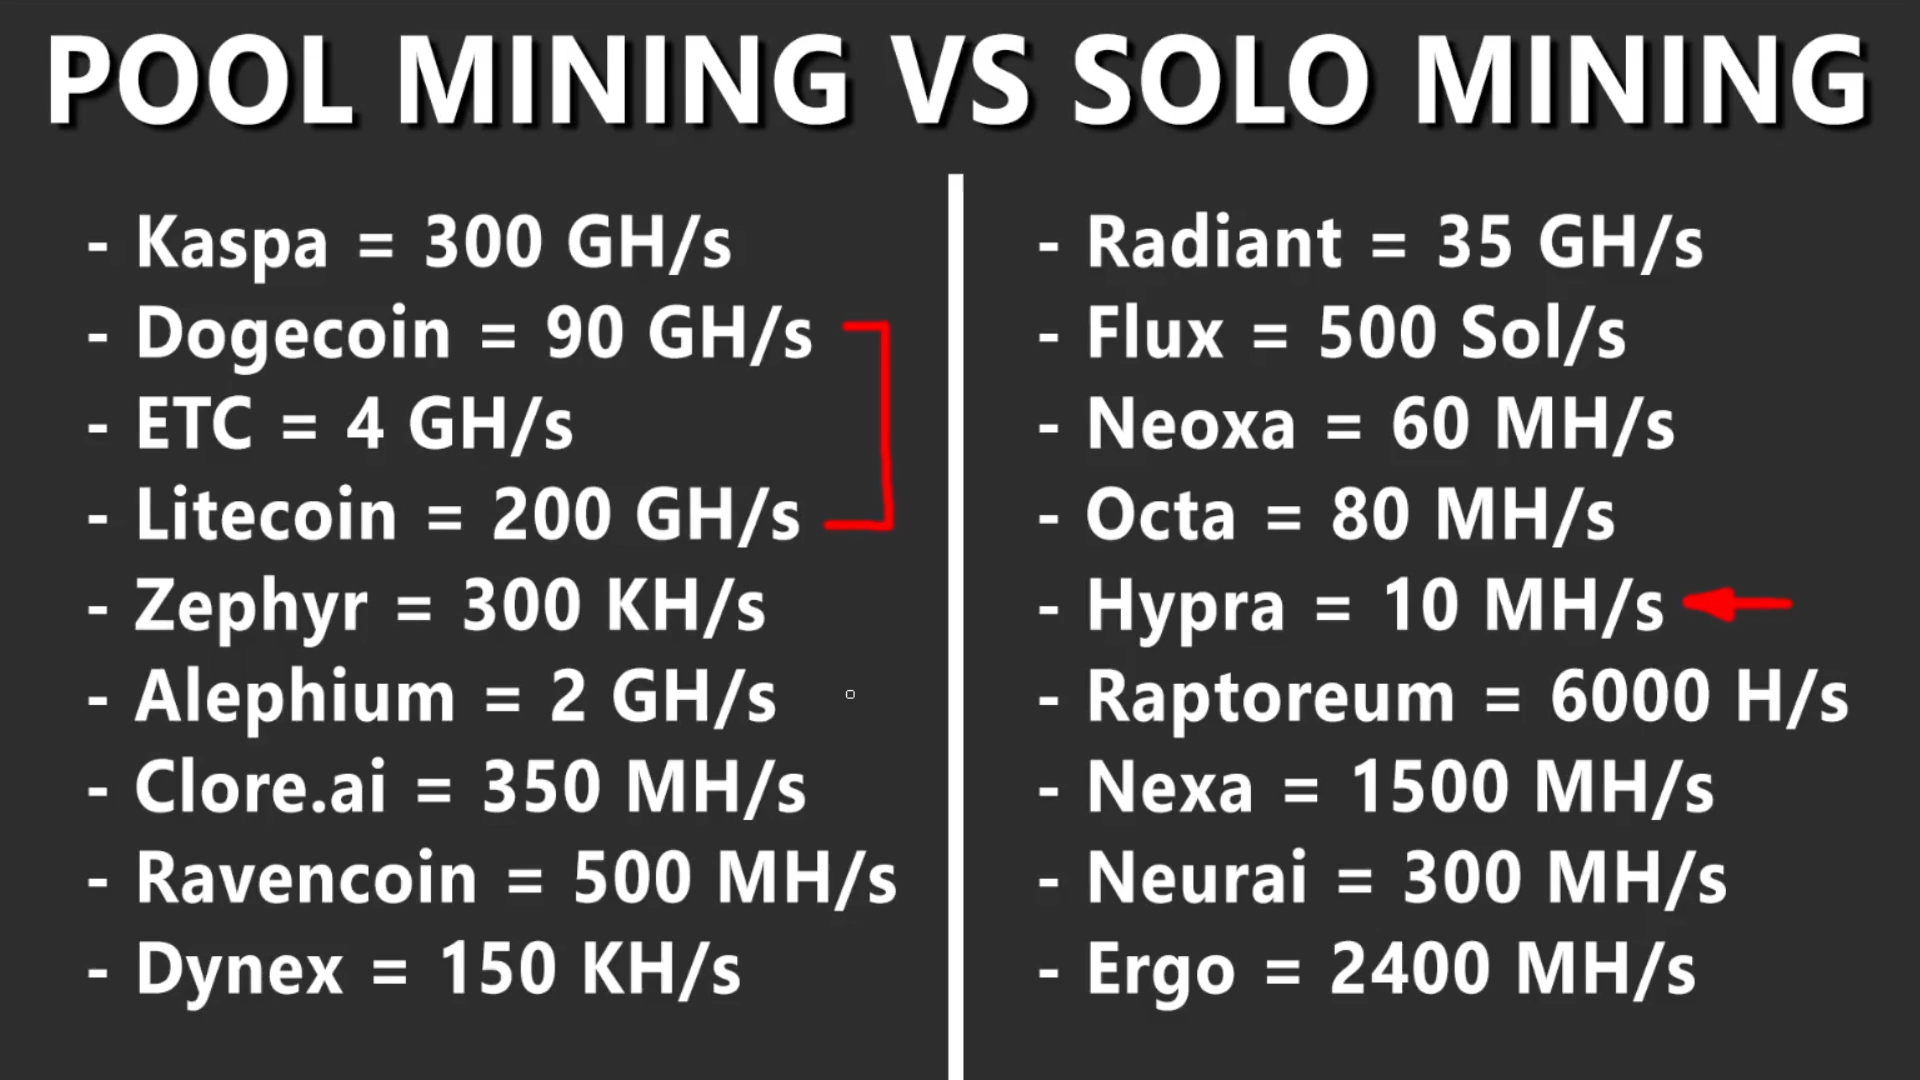 POOL MINING VS SOLO MINING
- Kaspa = 300 GH/s
- Dogecoin = 90 GH/s
- ETC = 4 GH/s
- Litecoin = 200 GH/s
- Zephyr = 300 KH/s
- Alephium = 2 GH/s
- Clore.ai = 350 MH/s
- Ravencoin = 500 MH/s
- Dynex = 150 KH/s
- Radiant = 35 GH/s
- Flux = 500 Sol/s
- Neoxa = 60 MH/s
- Octa = 80 MH/s
- Hypra = 10 MH/s
- Raptoreum = 6000 H/s
- Nexa = 1500 MH/s
- Neurai = 300 MH/s
- Ergo = 2400 MH/s